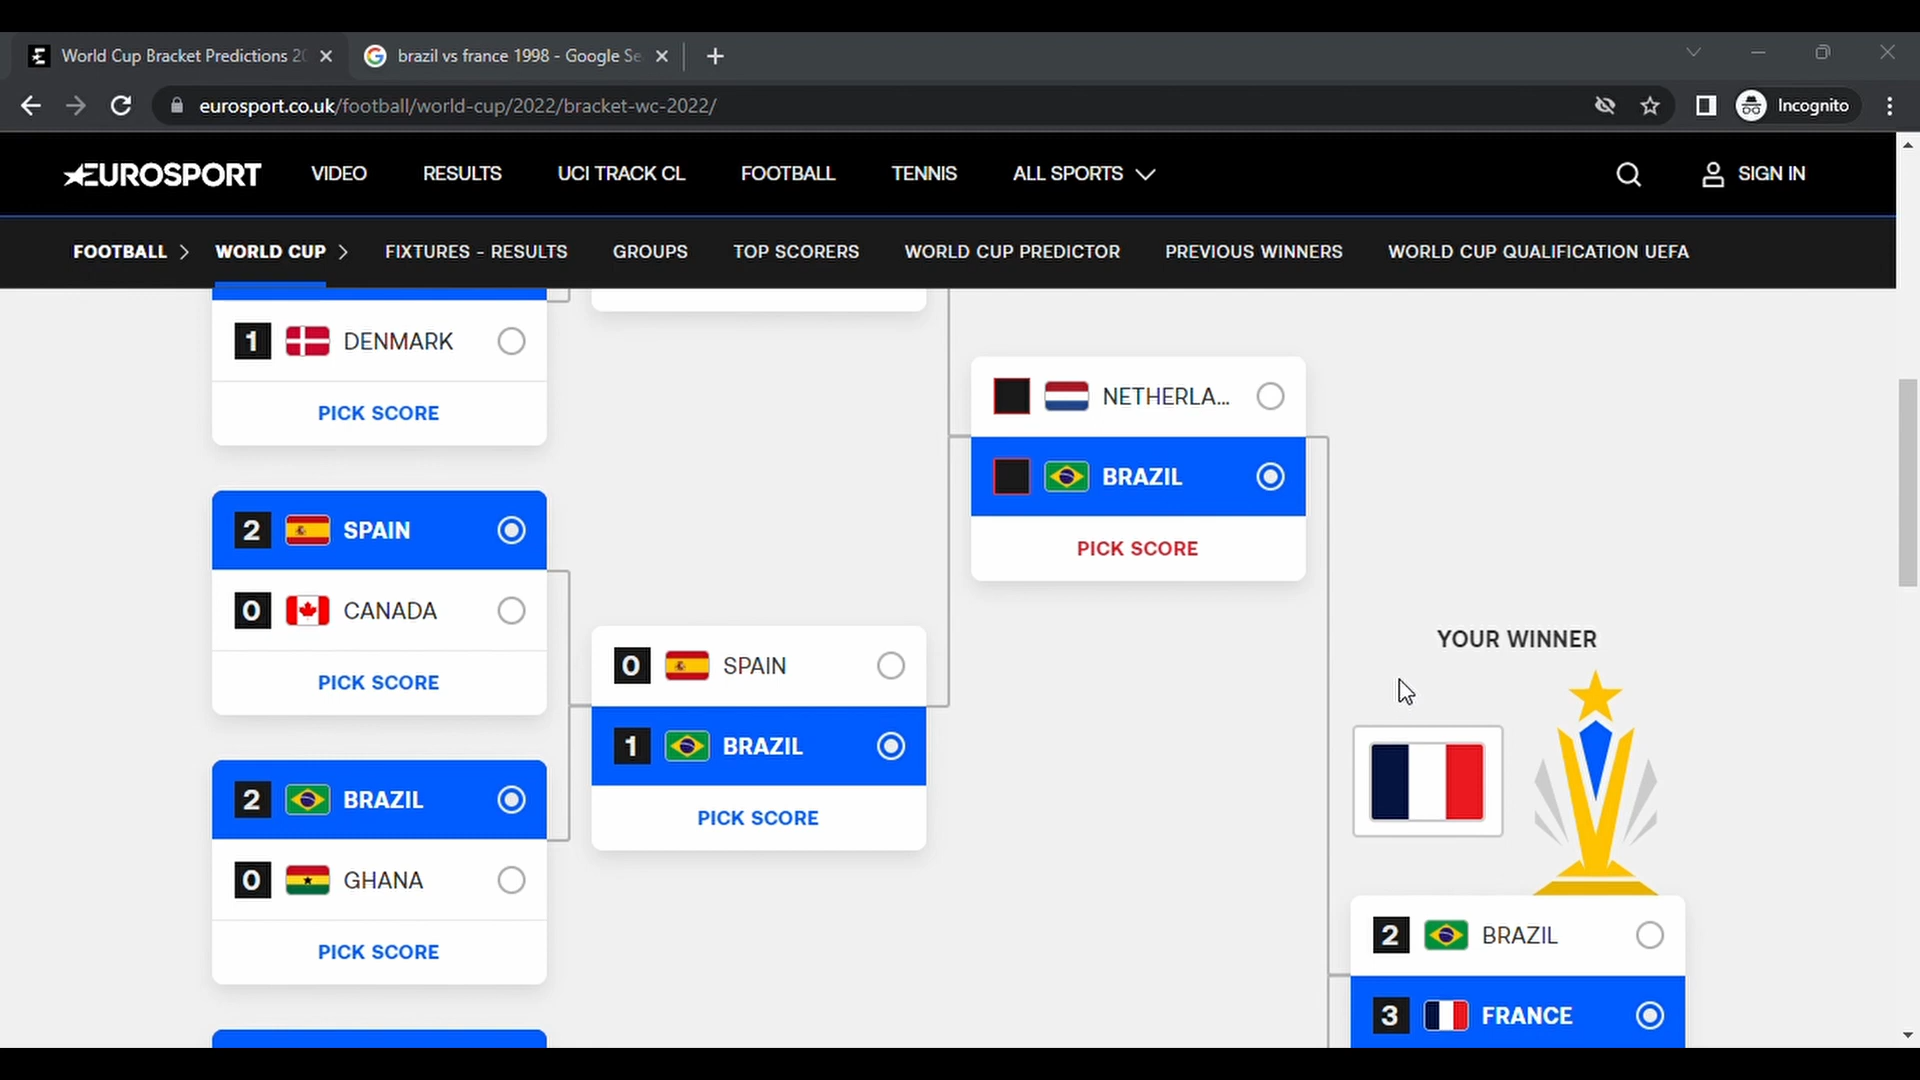 World Cup Bracket Predictions 20
brazil vs france 1998 - Google Se
eurosport.co.uk/football/world-cup/2022/bracket-wc-2022/
Incognito
EUROSPORT
VIDEO
RESULTS
UCI TRACK CL
FOOTBALL
TENNIS
ALL SPORTS
SIGN IN
FOOTBALL
WORLD CUP
FIXTURES - RESULTS
GROUPS
TOP SCORERS
WORLD CUP PREDICTOR
PREVIOUS WINNERS
WORLD CUP QUALIFICATION UEFA
1 DENMARK
PICK SCORE
2 SPAIN
0 CANADA
PICK SCORE
2 BRAZIL
0 GHANA
PICK SCORE
0 SPAIN
1 BRAZIL
PICK SCORE
NETHERLA...
BRAZIL
PICK SCORE
YOUR WINNER
2 BRAZIL
3 FRANCE